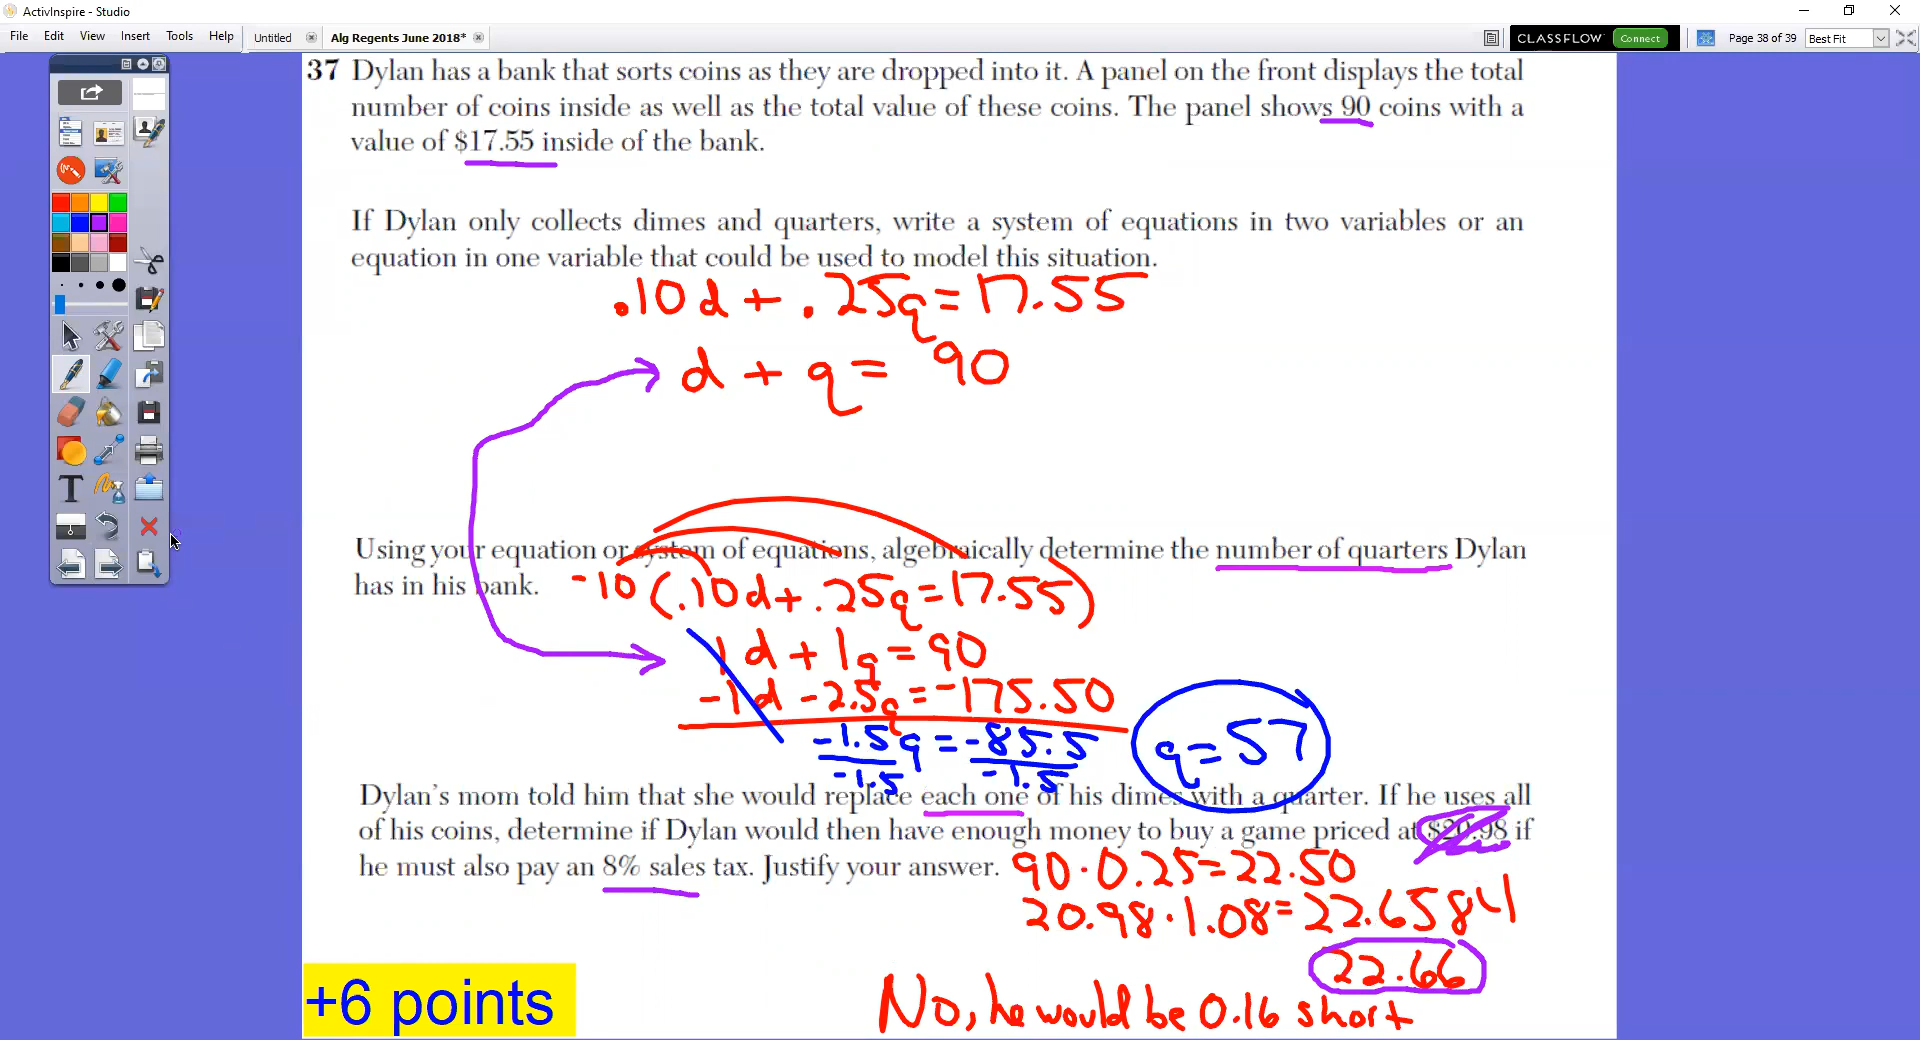 ActivInspire - Studio
File Edit View Insert Tools Help Untitled Alg Regents June 2018* CLASSFLOW Connect Page 38 of 39 Best Fit
37 Dylan has a bank that sorts coins as they are dropped into it. A panel on the front displays the total
number of coins inside as well as the total value of these coins. The panel shows 90 coins with a
value of $17.55 inside of the bank.
If Dylan only collects dimes and quarters, write a system of equations in two variables or an
equation in one variable that could be used to model this situation.
.10d + .25q = 17.55
d + q = 90
Using your equation or system of equations, algebraically determine the number of quarters Dylan
has in his bank.
-10(.10d + .25q = 17.55)
1d + 1q = 90
-1d - 2.5q = -175.50
-1.5q = -85.5
-1.5 -1.5
q = 57
Dylan's mom told him that she would replace each one of his dimes with a quarter. If he uses all
of his coins, determine if Dylan would then have enough money to buy a game priced at $20.98 if
he must also pay an 8% sales tax. Justify your answer.
90 · 0.25 = 22.50
20.98 · 1.08 = 22.6584
22.66
+6 points
No, he would be 0.16 short